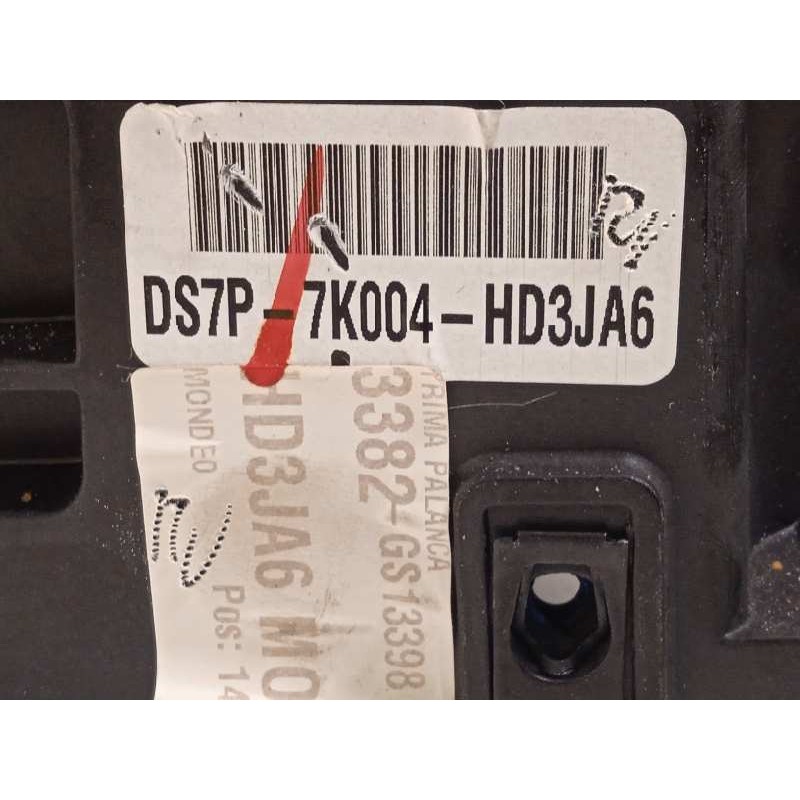 DS7P-7K004-HD3JA6
TRIMA PALANCA
3382-GS13398
HD3JA6 MO
MONDEO
Pos: 14